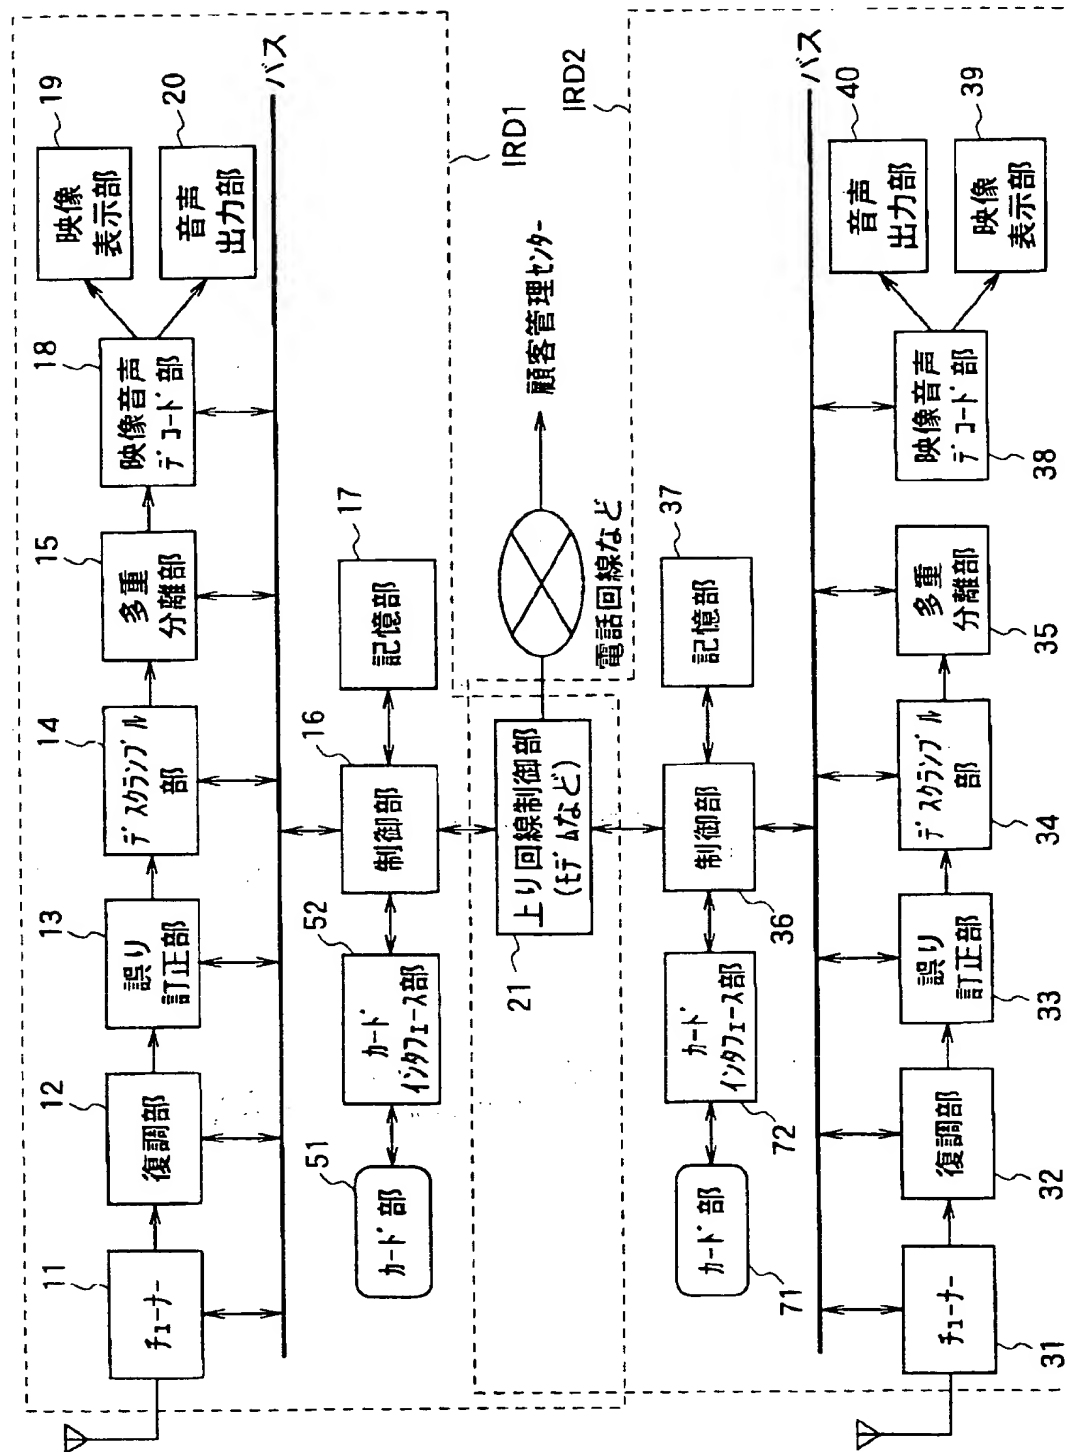 11
チューナー
12
復調部
13
誤り
訂正部
14
デスクランブル
部
15
多重
分離部
18
映像音声
デコード部
19
映像
表示部
20
音声
出力部
バス
IRD1
51
カード部
52
カード
インタフェース部
16
制御部
17
記憶部
21
上り回線制御部
(モデムなど)
電話回線など
顧客管理センター
IRD2
71
カード部
72
カード
インタフェース部
36
制御部
37
記憶部
バス
31
チューナー
32
復調部
33
誤り
訂正部
34
デスクランブル
部
35
多重
分離部
38
映像音声
デコード部
40
音声
出力部
39
映像
表示部